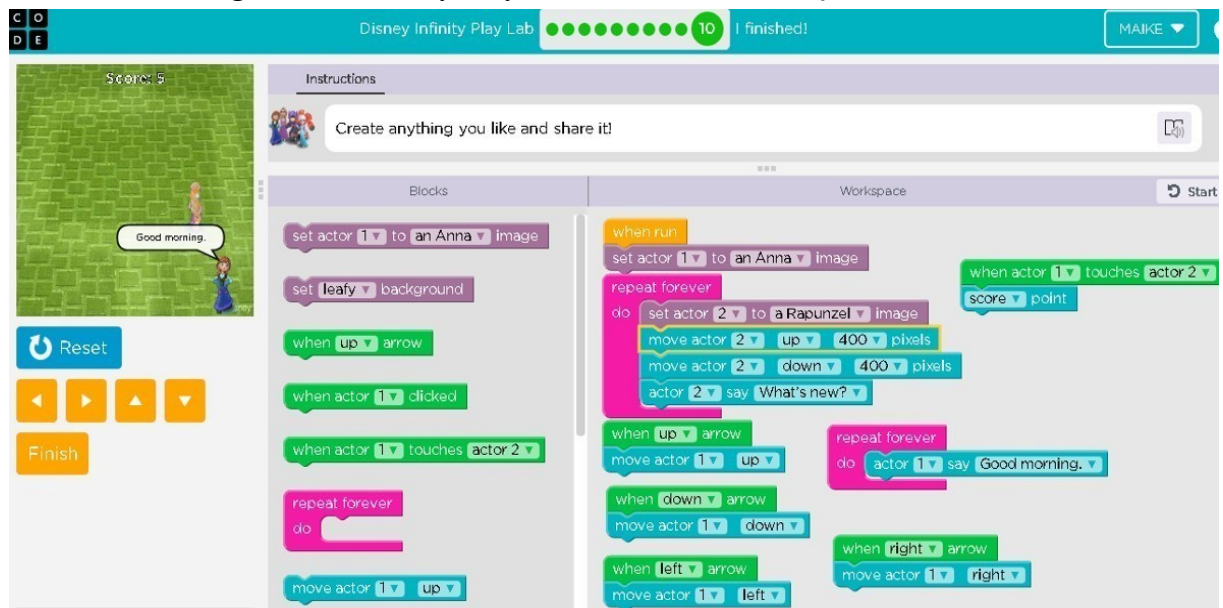 C O
D E
Disney Infinity Play Lab
10
I finished!
MAIKE
Score: 5
Good morning.
Reset
Finish
Instructions
Create anything you like and share it!
Blocks
set actor 1 to an Anna image
set leafy background
when up arrow
when actor 1 clicked
when actor 1 touches actor 2
repeat forever
do
move actor 1 up
Workspace
Start
when run
set actor 1 to an Anna image
repeat forever
do set actor 2 to a Rapunzel image
move actor 2 up 400 pixels
move actor 2 down 400 pixels
actor 2 say What's new?
when actor 1 touches actor 2
score point
when up arrow
move actor 1 up
repeat forever
do actor 1 say Good morning.
when down arrow
move actor 1 down
when right arrow
move actor 1 right
when left arrow
move actor 1 left